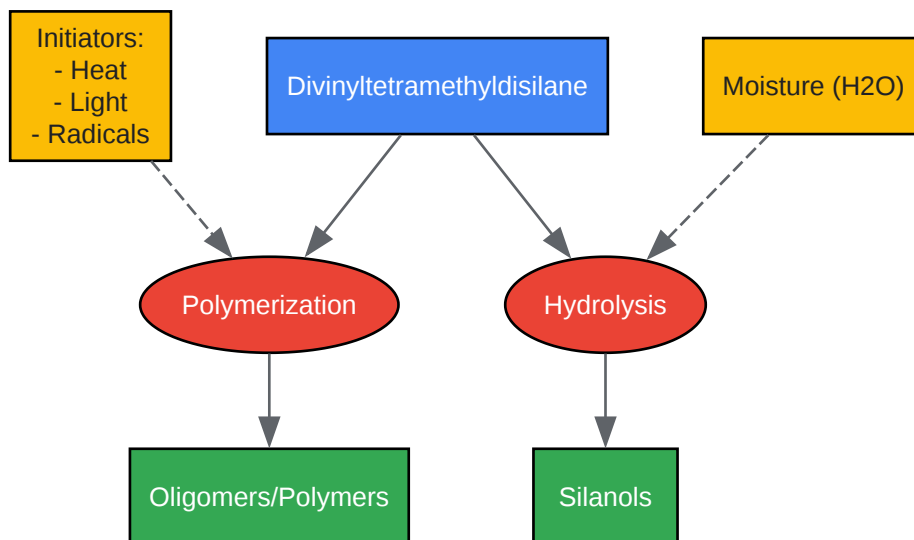 Initiators:
- Heat
- Light
- Radicals
Divinyltetramethyldisilane
Moisture (H2O)
Polymerization
Hydrolysis
Oligomers/Polymers
Silanols